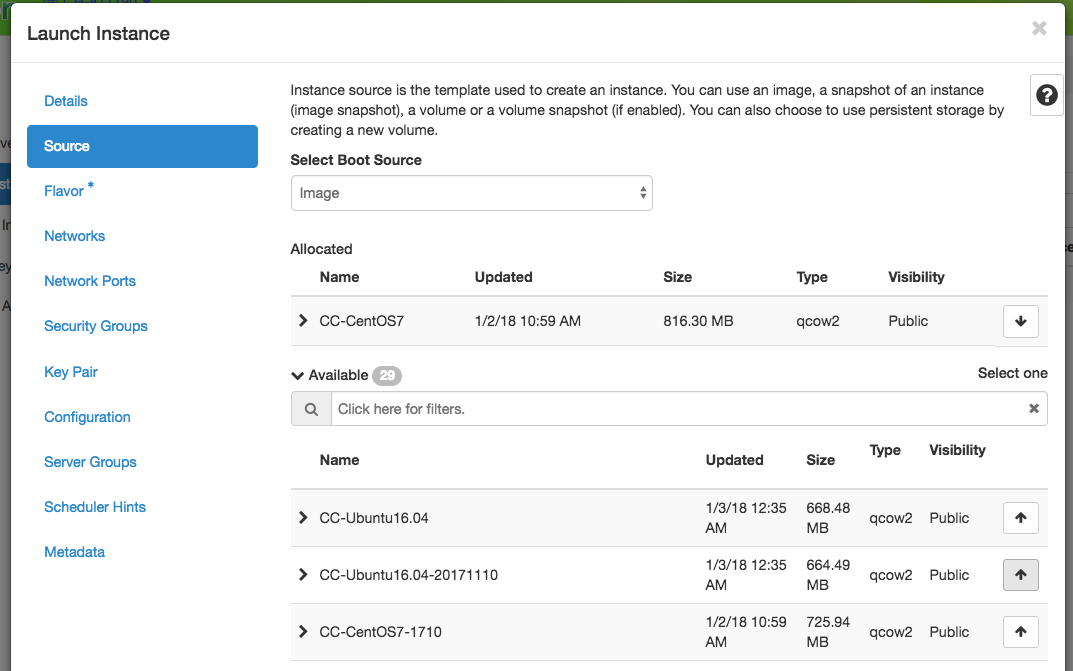 Launch Instance
×
Details
Source
Flavor *
Networks
Network Ports
Security Groups
Key Pair
Configuration
Server Groups
Scheduler Hints
Metadata
Instance source is the template used to create an instance. You can use an image, a snapshot of an instance
(image snapshot), a volume or a volume snapshot (if enabled). You can also choose to use persistent storage by
creating a new volume.
?
Select Boot Source
Image
Allocated
Name Updated Size Type Visibility
CC-CentOS7 1/2/18 10:59 AM 816.30 MB qcow2 Public
Available 29 Select one
Click here for filters.
Name Updated Size Type Visibility
CC-Ubuntu16.04 1/3/18 12:35 AM 668.48 MB qcow2 Public
CC-Ubuntu16.04-20171110 1/3/18 12:35 AM 664.49 MB qcow2 Public
CC-CentOS7-1710 1/2/18 10:59 AM 725.94 MB qcow2 Public